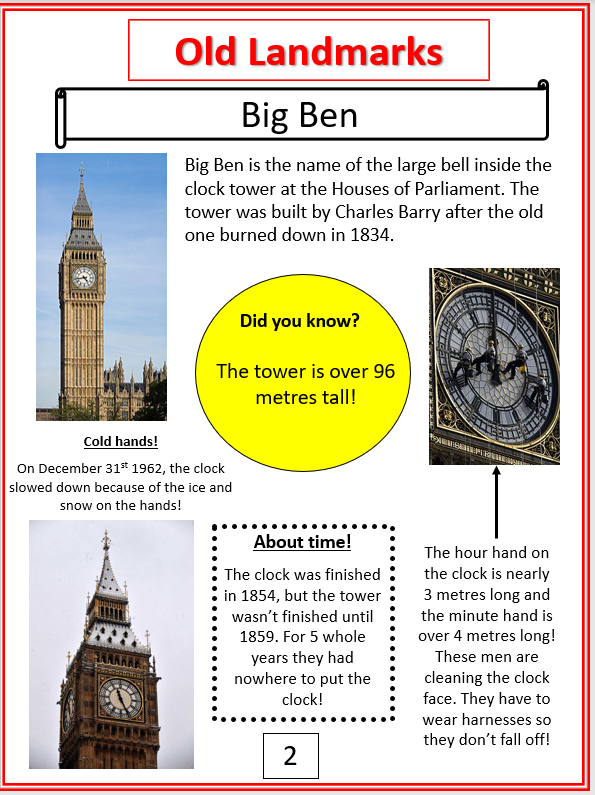 Old Landmarks
Big Ben
Big Ben is the name of the large bell inside the
clock tower at the Houses of Parliament. The
tower was built by Charles Barry after the old
one burned down in 1834.
Did you know?
The tower is over 96
metres tall!
Cold hands!
On December 31st 1962, the clock
slowed down because of the ice and
snow on the hands!
About time!
The clock was finished
in 1854, but the tower
wasn’t finished until
1859. For 5 whole
years they had
nowhere to put the
clock!
The hour hand on
the clock is nearly
3 metres long and
the minute hand is
over 4 metres long!
These men are
cleaning the clock
face. They have to
wear harnesses so
they don’t fall off!
2